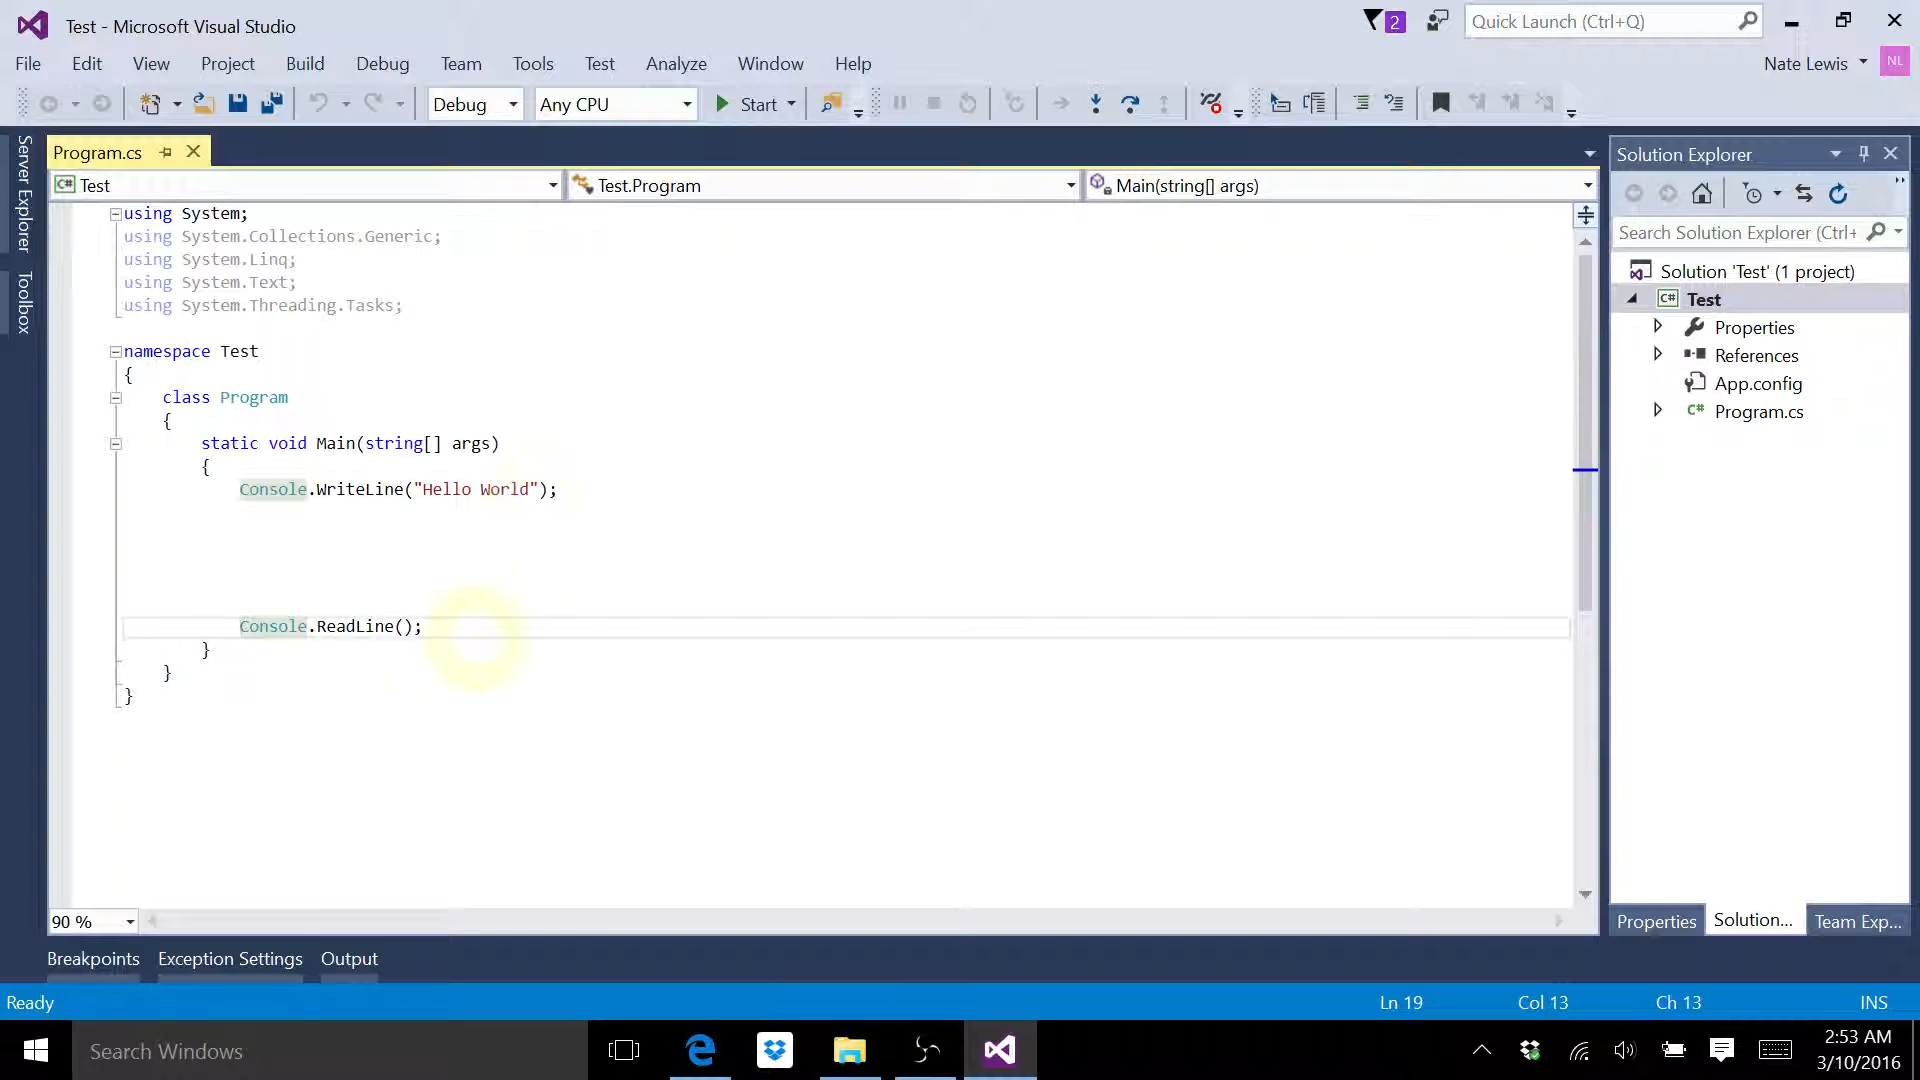 Test - Microsoft Visual Studio
2
Quick Launch (Ctrl+Q)
File Edit View Project Build Debug Team Tools Test Analyze Window Help
Nate Lewis NL
Debug Any CPU Start
Server Explorer
Toolbox
Program.cs
C# Test Test.Program Main(string[] args)
using System;
using System.Collections.Generic;
using System.Linq;
using System.Text;
using System.Threading.Tasks;
namespace Test
{
class Program
{
static void Main(string[] args)
{
Console.WriteLine("Hello World");
Console.ReadLine();
}
}
}
90 %
Solution Explorer
Search Solution Explorer (Ctrl+
Solution 'Test' (1 project)
C# Test
Properties
References
App.config
C# Program.cs
Properties Solution... Team Exp...
Breakpoints Exception Settings Output
Ready Ln 19 Col 13 Ch 13 INS
Search Windows
2:53 AM
3/10/2016